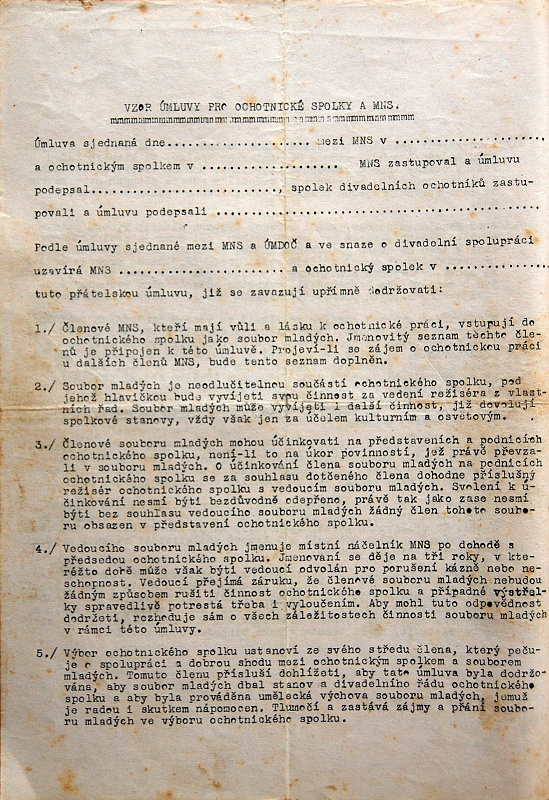 VZOR ÚMLUVY PRO OCHOTNICKÉ SPOLKY A MNS.
Úmluva sjednaná dne..................... mezi MNS v .....................
a ochotnickým spolkem v .................... MNS zastupoval a úmluvu
podepsal............................, spolek divadelních ochotníků zastu-
povali a úmluvu podepsali ................................................
Podle úmluvy sjednané mezi MNS a ÚMDOČ a ve snaze o divadelní spolupráci
uzavírá MNS ........................ a ochotnický spolek v ...............
tuto přátelskou úmluvu, již se zavazují upřímně dodržovati:
1./ Členové MNS, kteří mají vůli a lásku k ochotnické práci, vstupují do
ochotnického spolku jako soubor mladých. Jmenovitý seznam těchto čle-
nů je připojen k této úmluvě. Projeví-li se zájem o ochotnickou práci
u dalších členů MNS, bude tento seznam doplněn.
2./ Soubor mladých je neodlučitelnou součástí ochotnického spolku, pod
jehož hlavičkou bude vyvíjeti svou činnost za vedení režiséra z vlast-
ních řad. Soubor mladých může vyvíjeti i další činnost, již dovolují
spolkové stanovy, vždy však jen za účelem kulturním a osvětovým.
3./ Členové souboru mladých mohou účinkovati na představeních a podnicích
ochotnického spolku, není-li to na úkor povinností, jež právě převza-
li v souboru mladých. O účinkování člena souboru mladých na podnicích
ochotnického spolku se za souhlasu dotčeného člena dohodne příslušný
režisér ochotnického spolku s vedoucím souboru mladých. Svolení k ú-
činkování nesmí býti bezdůvodně odepřeno, právě tak jako zase nesmí
býti bez souhlasu vedoucího souboru mladých žádný člen tohoto soubo-
ru obsazen v představení ochotnického spolku.
4./ Vedoucího souboru mladých jmenuje místní náčelník MNS po dohodě s
předsedou ochotnického spolku. Jmenování se děje na tři roky, v kte-
réžto době může však býti vedoucí odvolán pro porušení kázně nebo ne-
schopnost. Vedoucí přejímá záruku, že členové souboru mladých nebudou
žádným způsobem rušiti činnost ochotnického spolku a případné výstřel-
ky spravedlivě potrestá třeba i vyloučením. Aby mohl tuto odpovědnost
dodržeti, rozhoduje sám o všech záležitostech činnosti souboru mladých
v rámci této úmluvy.
5./ Výbor ochotnického spolku ustanoví ze svého středu člena, který peču-
je o spolupráci a dobrou shodu mezi ochotnickým spolkem a souborem
mladých. Tomuto členu přísluší dohlížeti, aby tato úmluva byla dodržo-
vána, aby soubor mladých dbal stanov a divadelního řádu ochotnického
spolku a aby byla prováděna umělecká výchova souboru mladých, jemuž
je radou i skutkem nápomocen. Tlumočí a zastává zájmy a přání soubo-
ru mladých ve výboru ochotnického spolku.